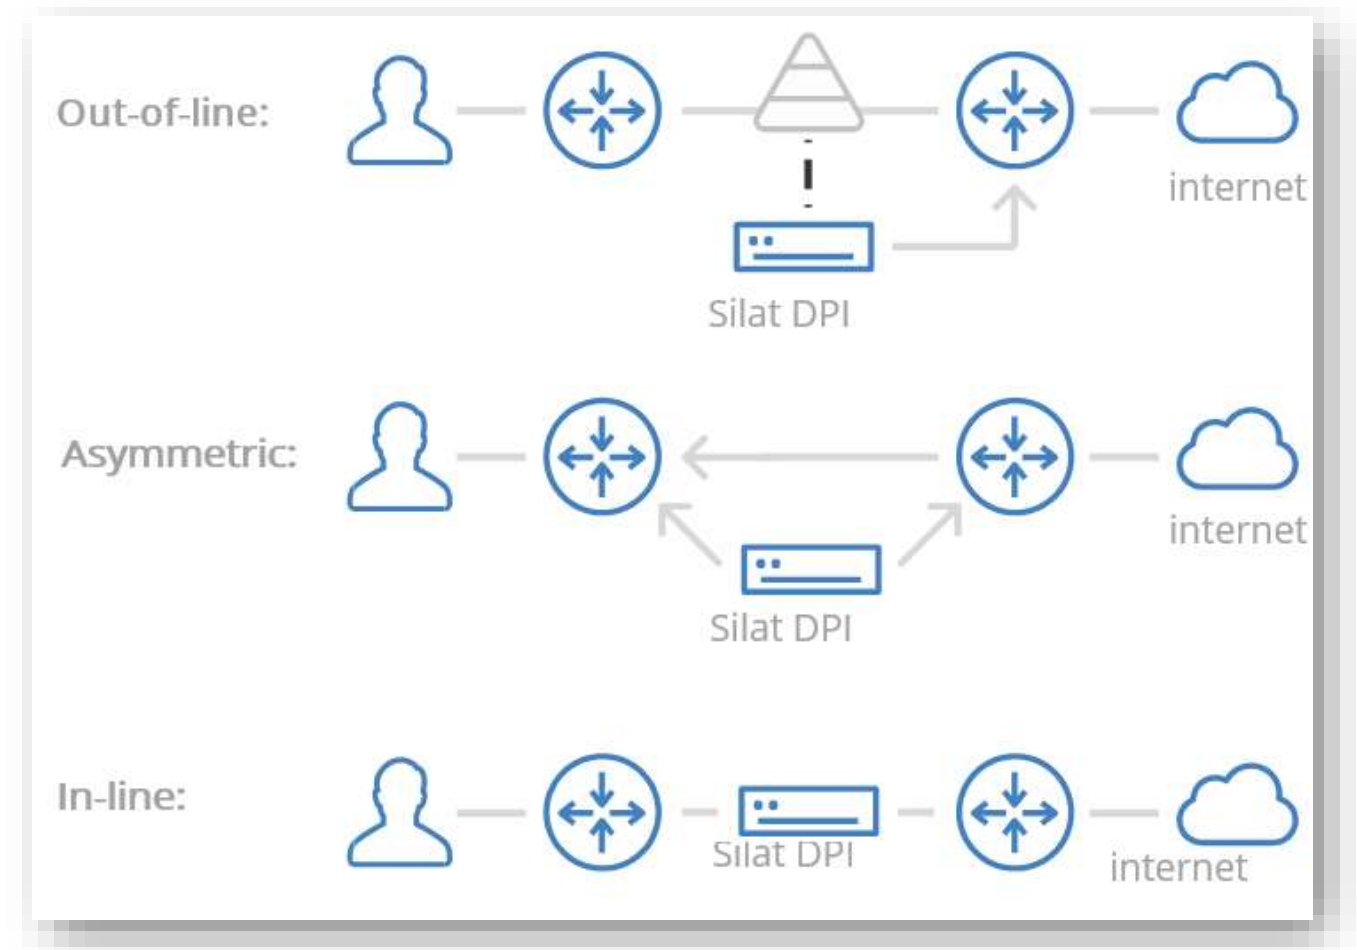 Out-of-line:
internet
Silat DPI
Asymmetric:
internet
Silat DPI
In-line:
Silat DPI
internet